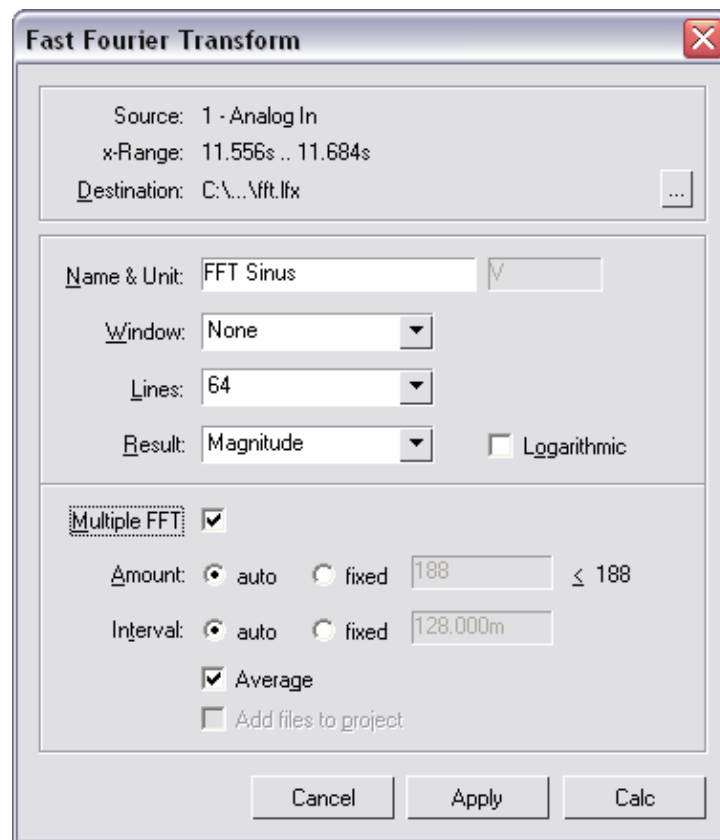 Fast Fourier Transform
Source: 1 - Analog In
x-Range: 11.556s .. 11.684s
Destination: C:\...\fft.lfx ...
Name & Unit: FFT Sinus V
Window: None
Lines: 64
Result: Magnitude Logarithmic
Multiple FFT
Amount: auto fixed 188 ≤ 188
Interval: auto fixed 128.000m
Average
Add files to project
Cancel Apply Calc